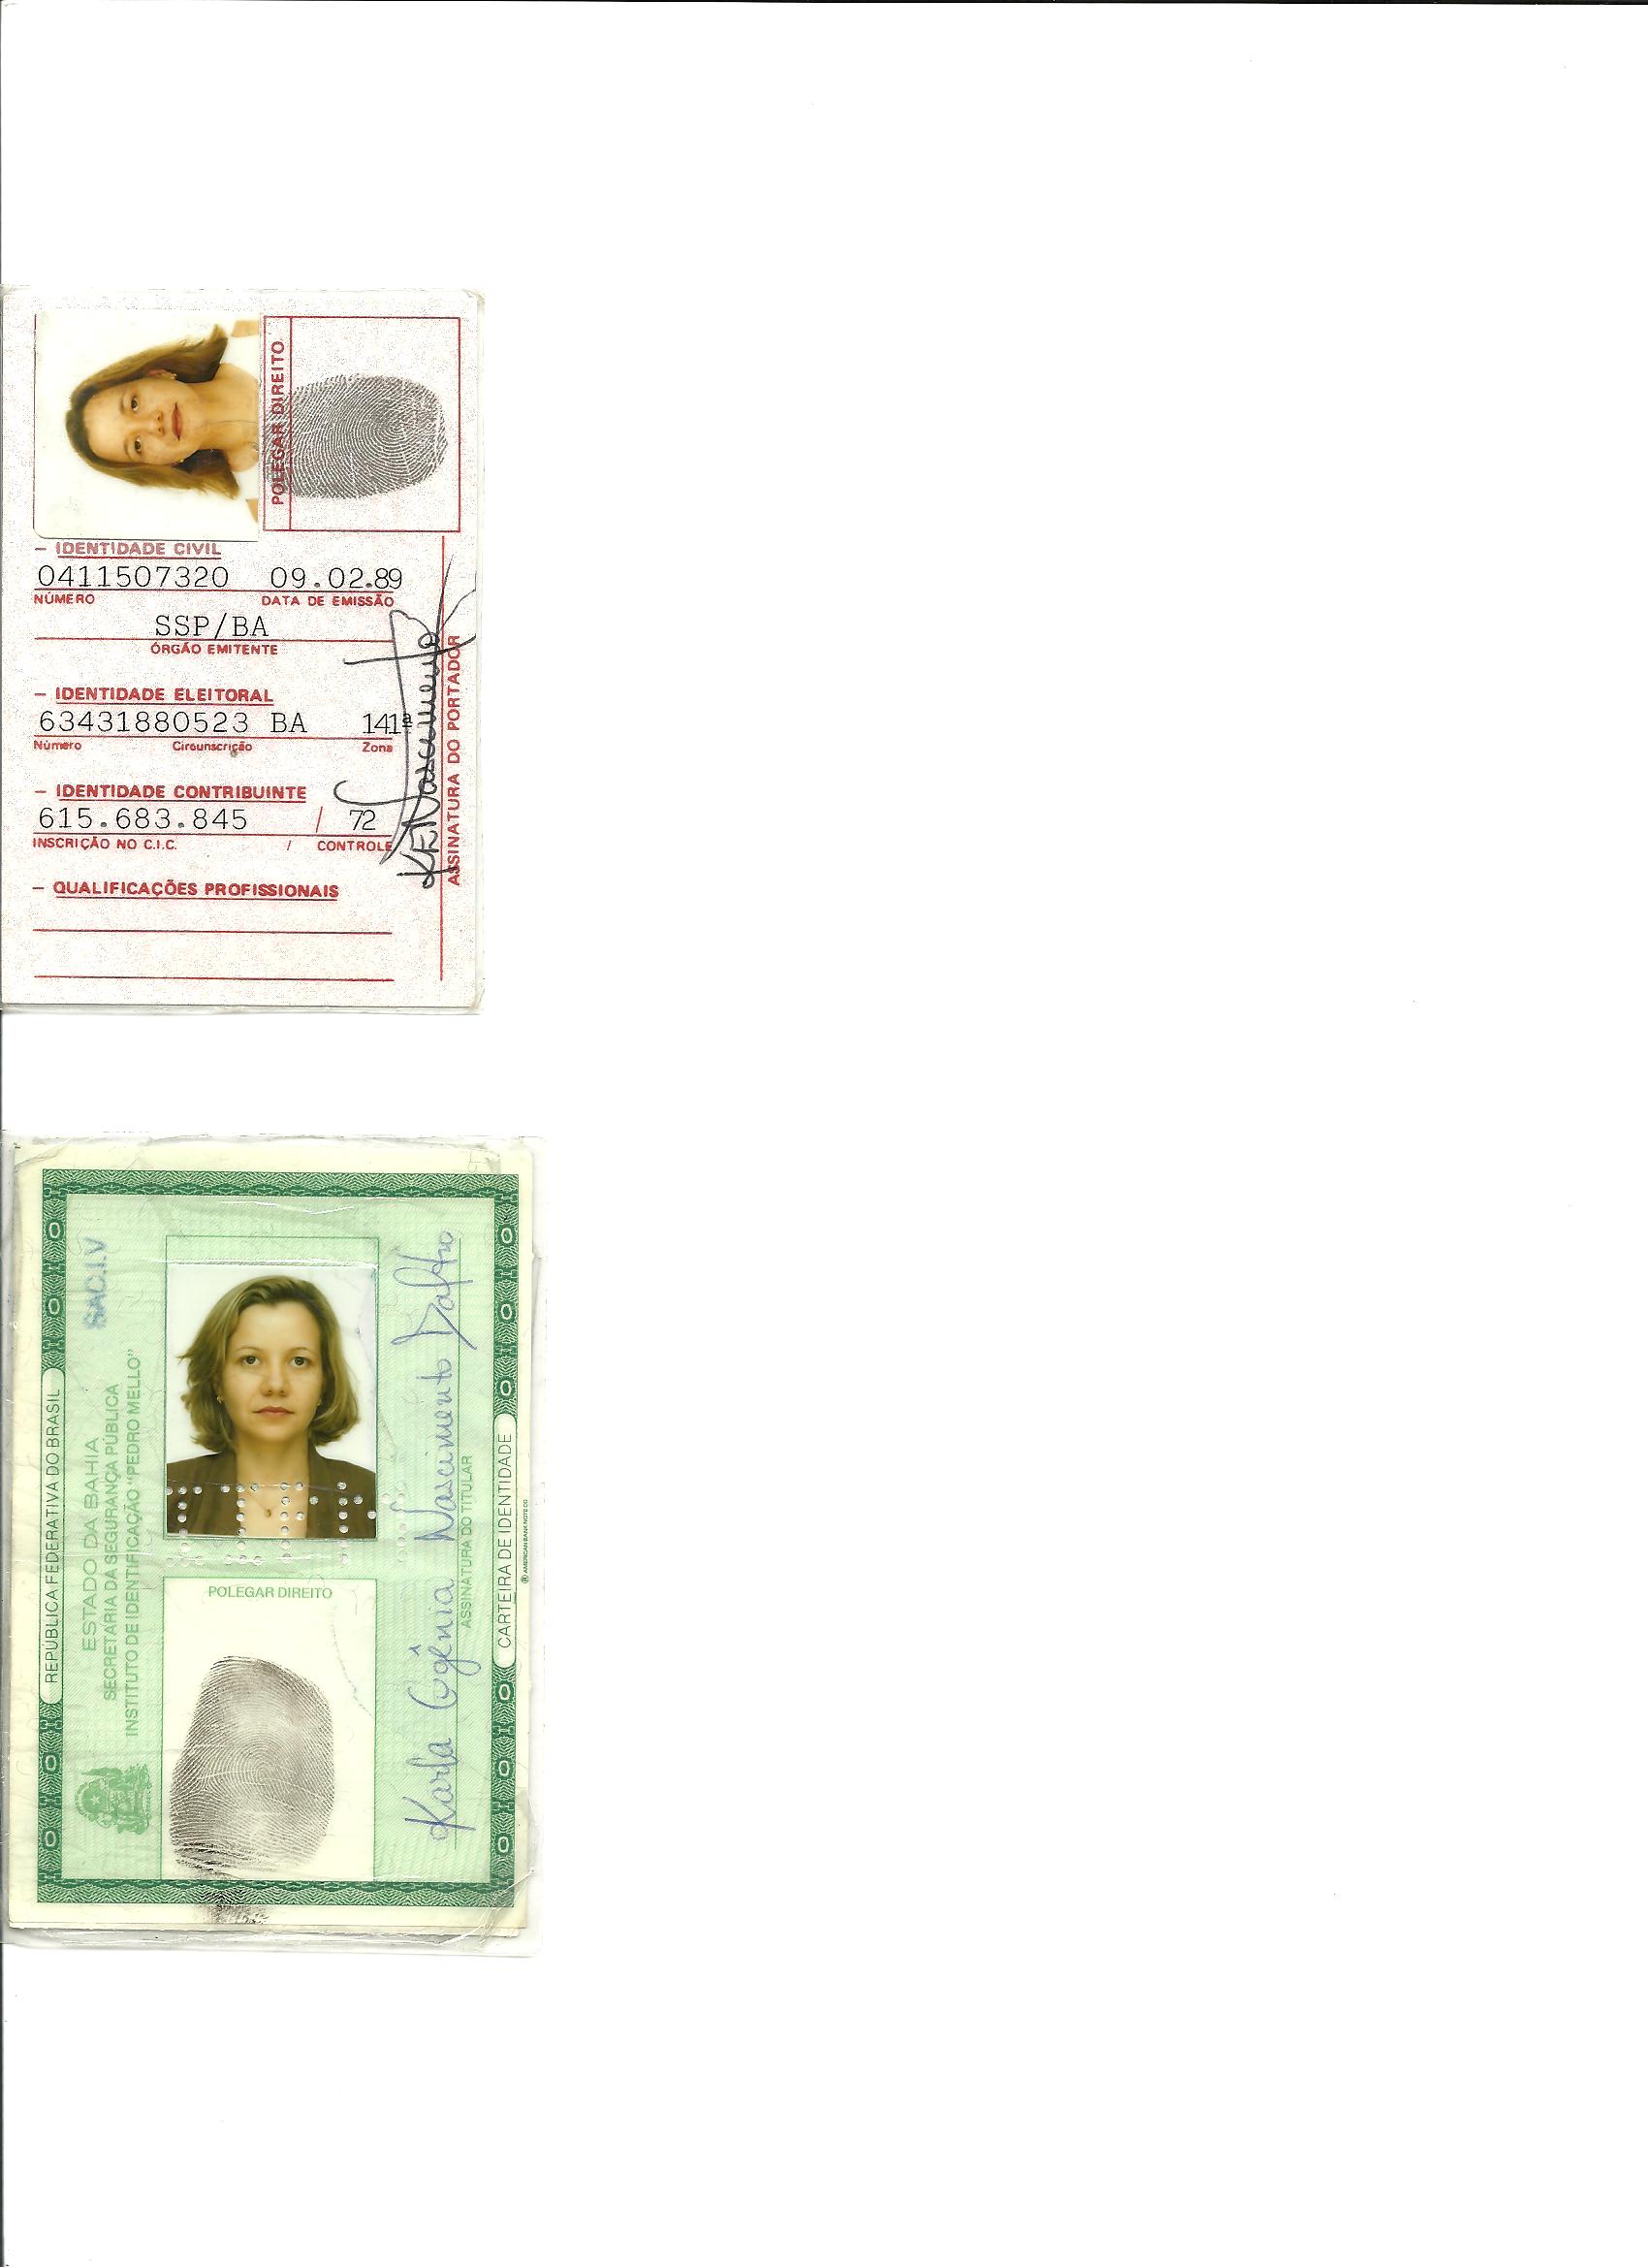 POLEGAR DIREITO
– IDENTIDADE CIVIL
0411507320 09.02.89
NÚMERO DATA DE EMISSÃO
SSP/BA
ÓRGÃO EMITENTE
– IDENTIDADE ELEITORAL
63431880523 BA 141ª
Número Circunscrição Zona
– IDENTIDADE CONTRIBUINTE
615.683.845 / 72
INSCRIÇÃO NO C.I.C. / CONTROLE
– QUALIFICAÇÕES PROFISSIONAIS
KENascimento
ASSINATURA DO PORTADOR
REPÚBLICA FEDERATIVA DO BRASIL
ESTADO DA BAHIA
SAC.I.V
SECRETARIA DA SEGURANÇA PÚBLICA
INSTITUTO DE IDENTIFICAÇÃO "PEDRO MELLO"
POLEGAR DIREITO
Karla Eugênia Nascimento Daltro
ASSINATURA DO TITULAR
CARTEIRA DE IDENTIDADE
AMERICAN BANK NOTE CO